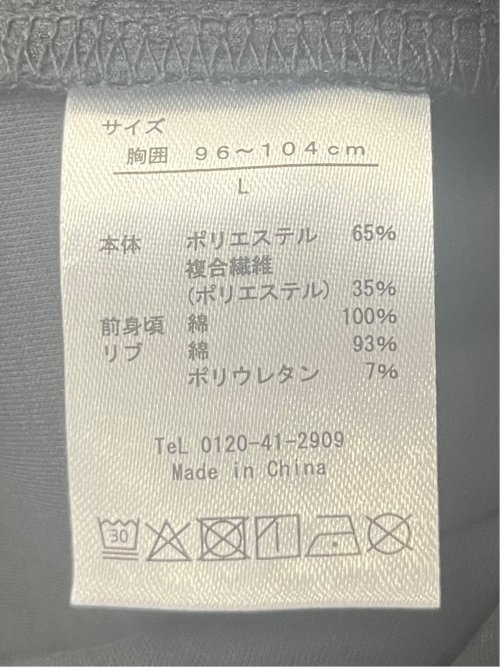 サイズ
胸囲 96～104cm
L
本体 ポリエステル 65%
複合繊維
(ポリエステル) 35%
前身頃 綿 100%
リブ 綿 93%
ポリウレタン 7%
TeL 0120-41-2909
Made in China
30